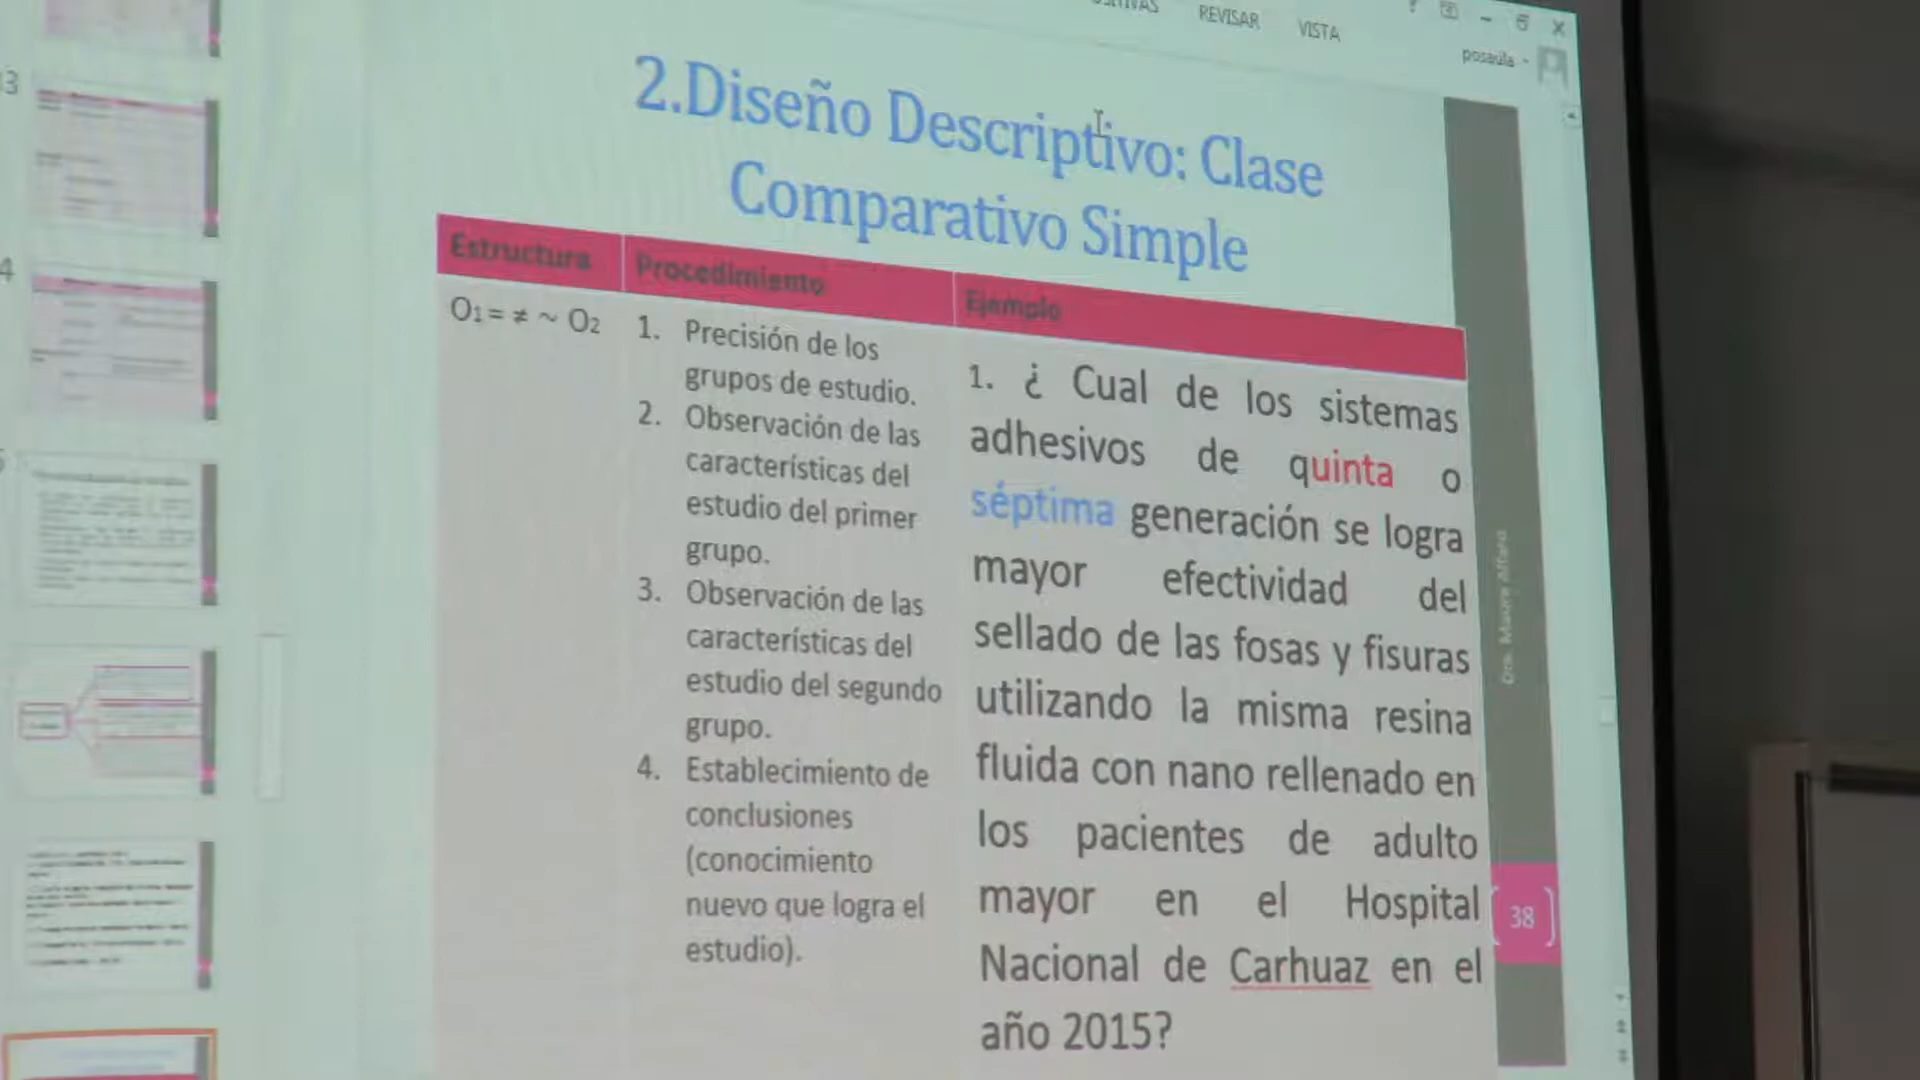 REVISAR
VISTA
posaula
2.Diseño Descriptivo: Clase
Comparativo Simple
Estructura
Procedimiento
Ejemplo
O1 = ≠ ~ O2
1. Precisión de los
grupos de estudio.
2. Observación de las
características del
estudio del primer
grupo.
3. Observación de las
características del
estudio del segundo
grupo.
4. Establecimiento de
conclusiones
(conocimiento
nuevo que logra el
estudio).
1. ¿ Cual de los sistemas
adhesivos de quinta o
séptima generación se logra
mayor efectividad del
sellado de las fosas y fisuras
utilizando la misma resina
fluida con nano rellenado en
los pacientes de adulto
mayor en el Hospital
Nacional de Carhuaz en el
año 2015?
38
3
4